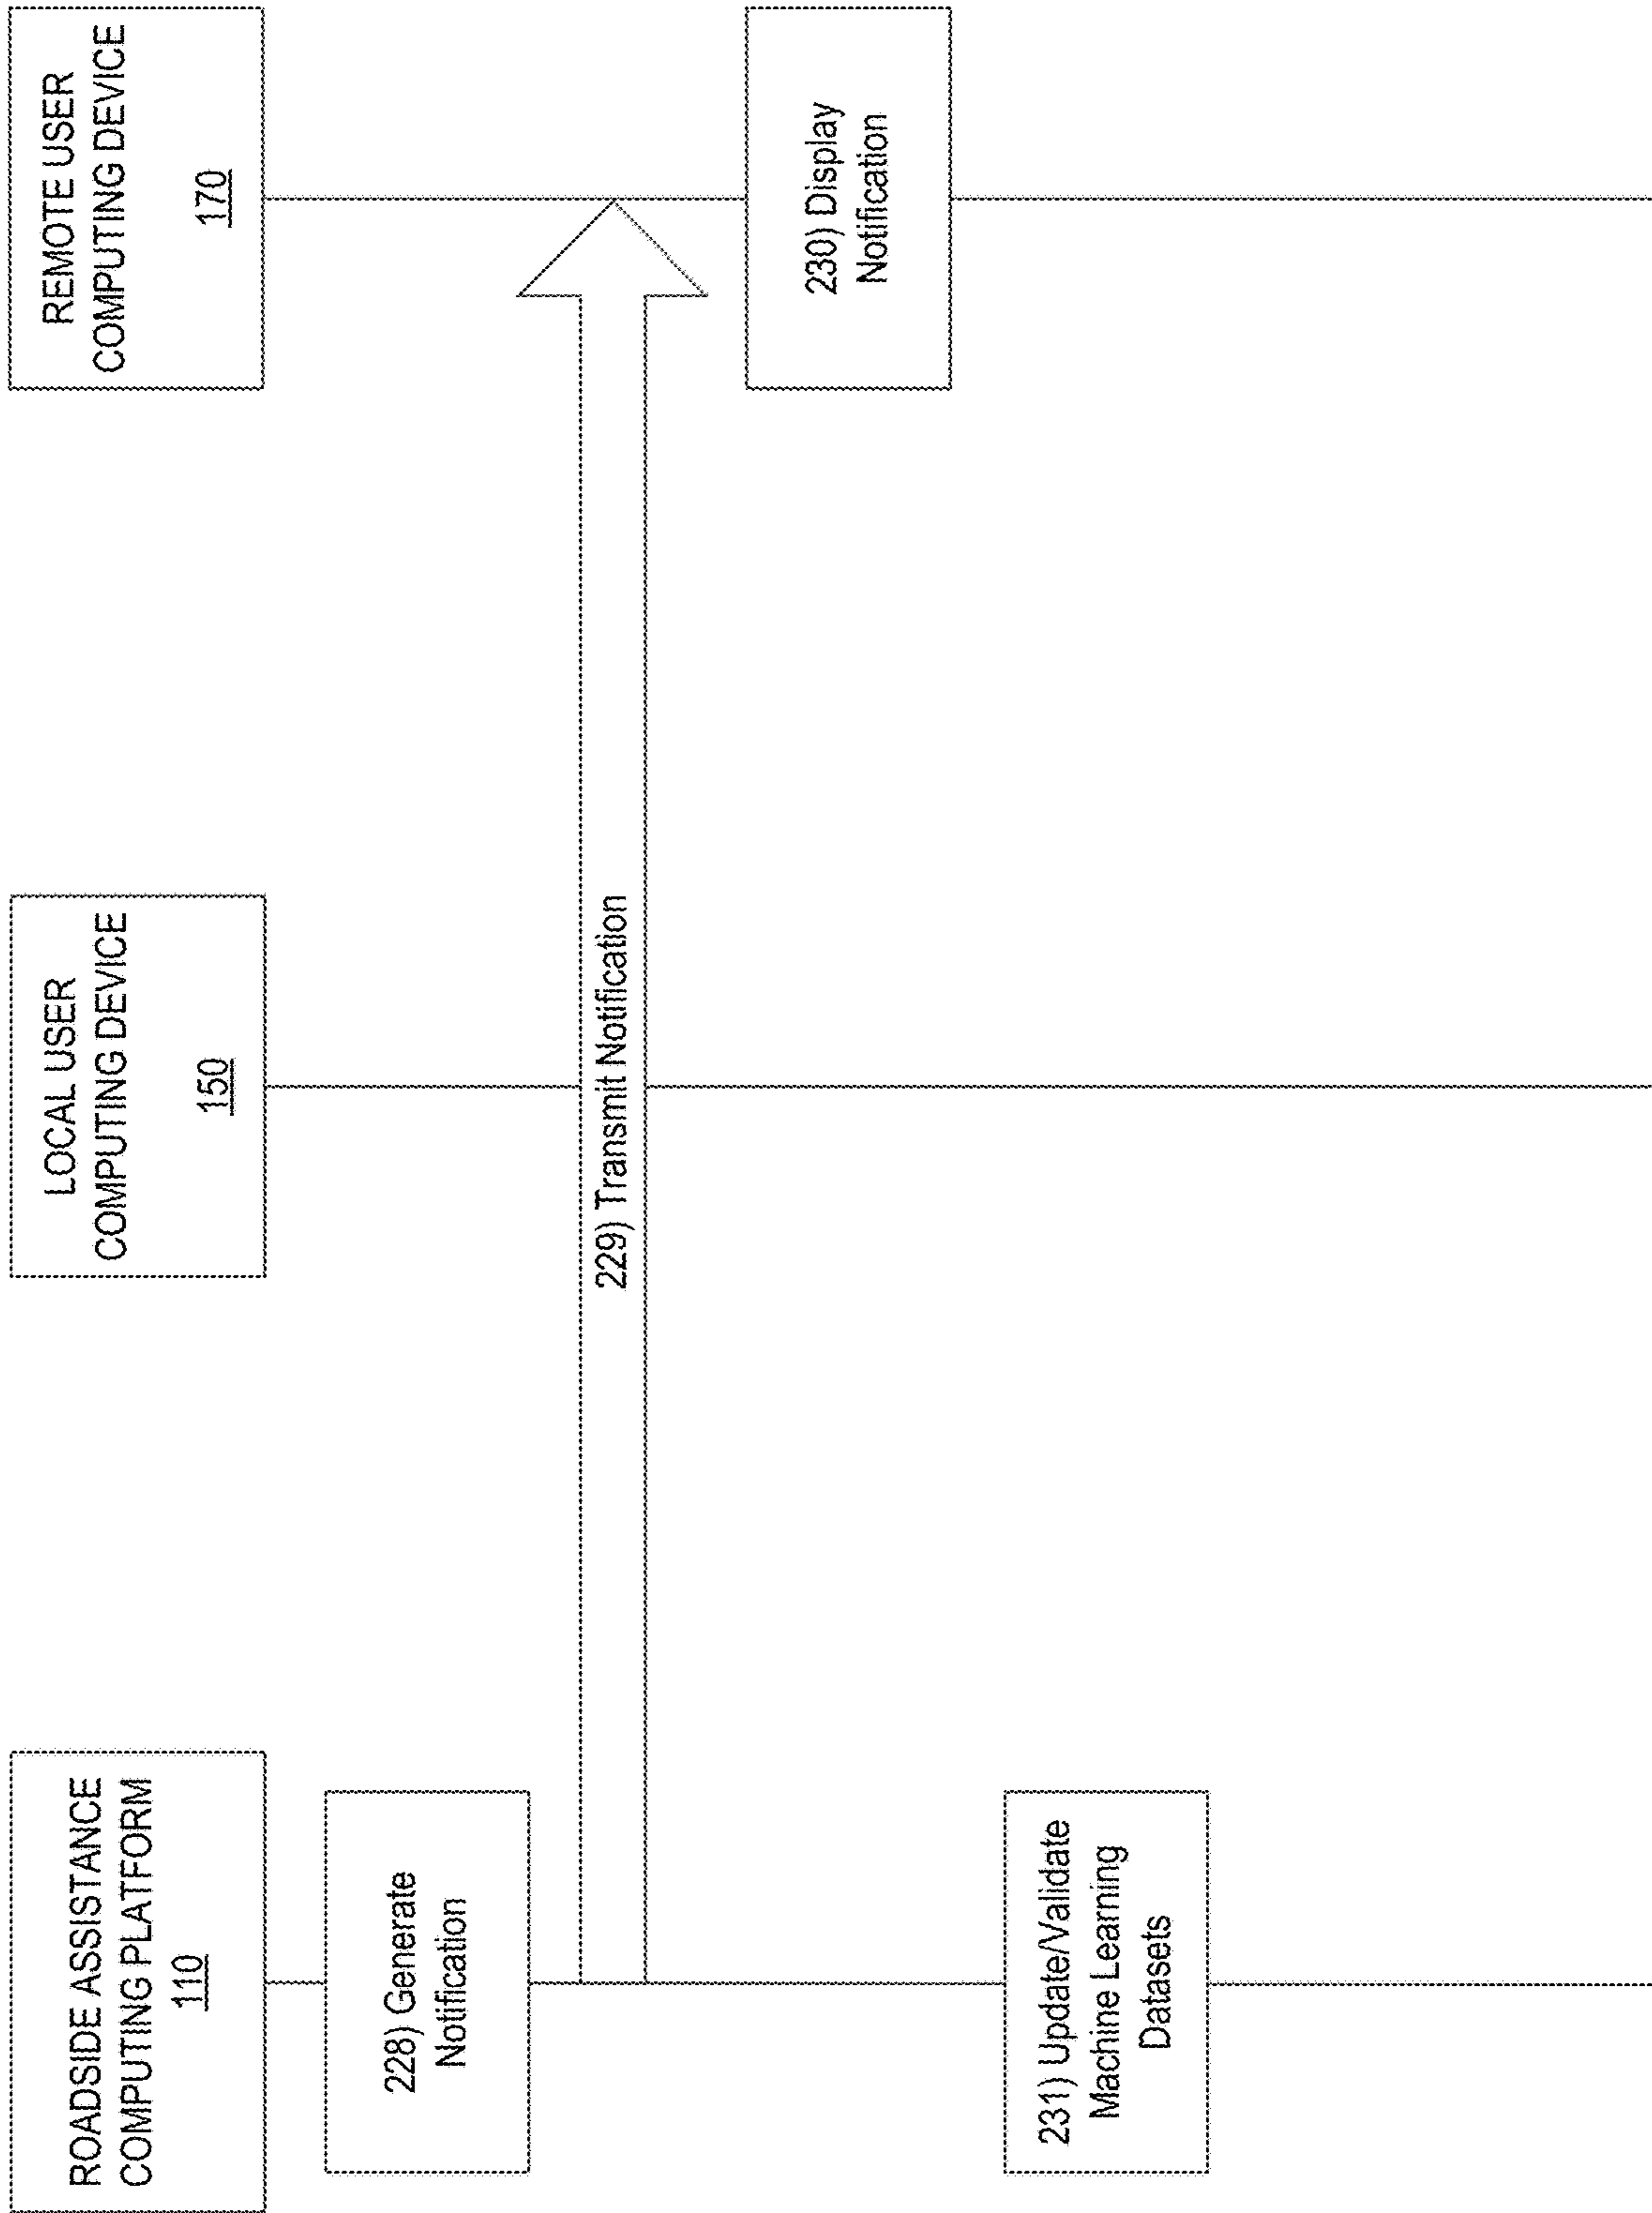 ROADSIDE ASSISTANCE
COMPUTING PLATFORM
110
LOCAL USER
COMPUTING DEVICE
150
REMOTE USER
COMPUTING DEVICE
170
228) Generate
Notification
229) Transmit Notification
230) Display
Notification
231) Update/Validate
Machine Learning
Datasets